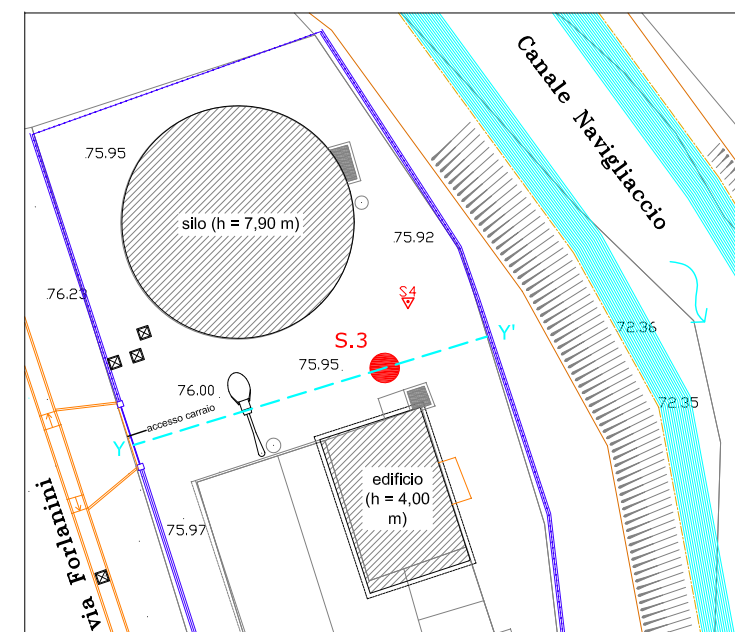 Canale Navigliaccio
75.95
silo (h = 7,90 m)
75.92
76.23
S4
72.36
S.3
Y'
75.95
76.00
72.35
accesso carraio
Y
edificio
(h = 4,00
m)
via Forlanini
75.97